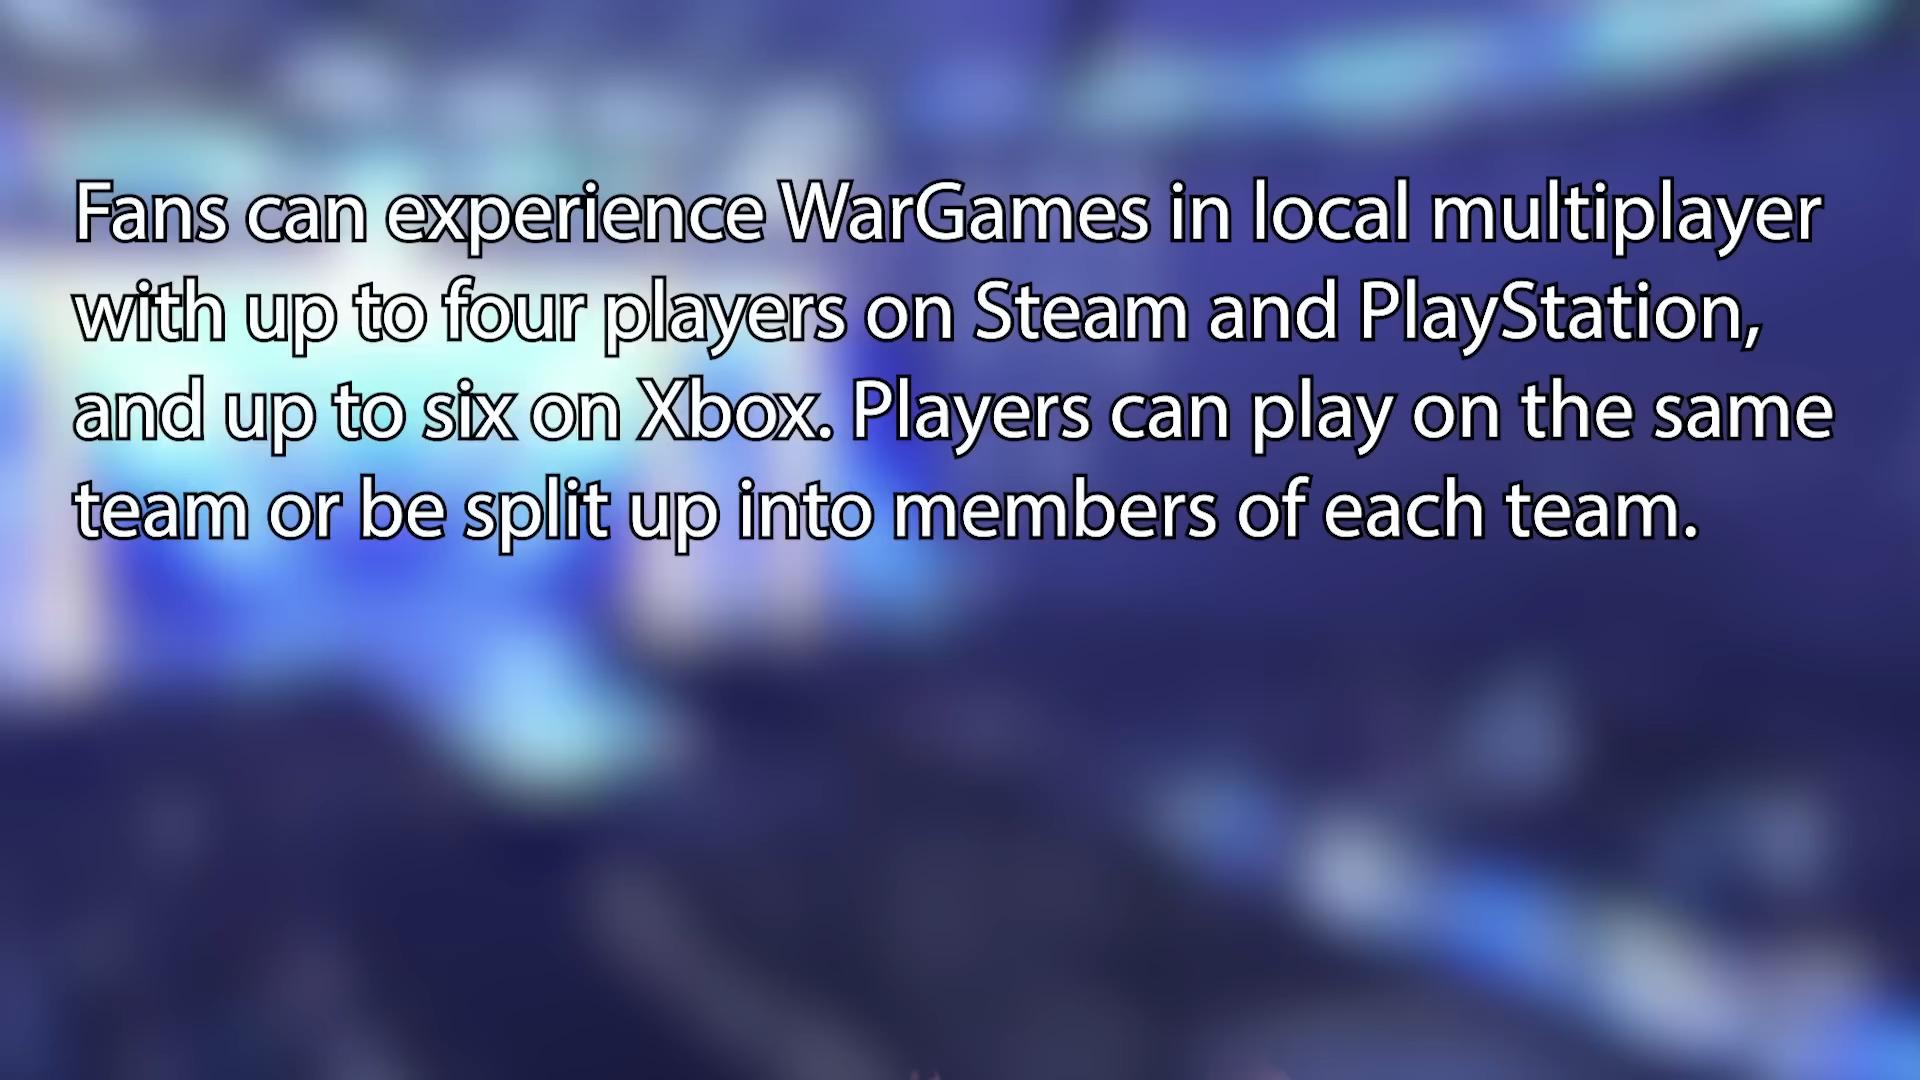 Fans can experience WarGames in local multiplayer
with up to four players on Steam and PlayStation,
and up to six on Xbox. Players can play on the same
team or be split up into members of each team.